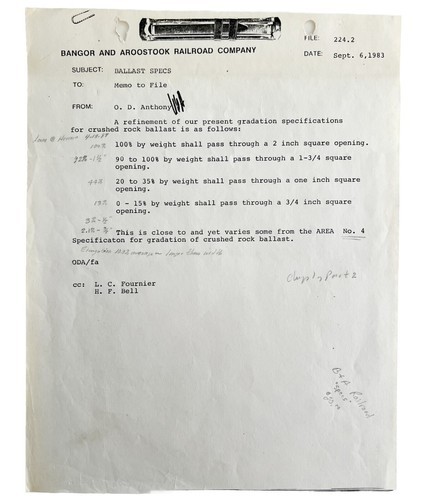 FILE: 224.2
BANGOR AND AROOSTOOK RAILROAD COMPANY
DATE: Sept. 6,1983
SUBJECT: BALLAST SPECS
TO: Memo to File
FROM: O. D. Anthony
A refinement of our present gradation specifications
for crushed rock ballast is as follows:
100% by weight shall pass through a 2 inch square opening.
90 to 100% by weight shall pass through a 1-3/4 square
opening.
20 to 35% by weight shall pass through a one inch square
opening.
0 - 15% by weight shall pass through a 3/4 inch square
opening.
This is close to and yet varies some from the AREA No. 4
Specificaton for gradation of crushed rock ballast.
ODA/fa
cc: L. C. Fournier
H. F. Bell
B&A Railroad